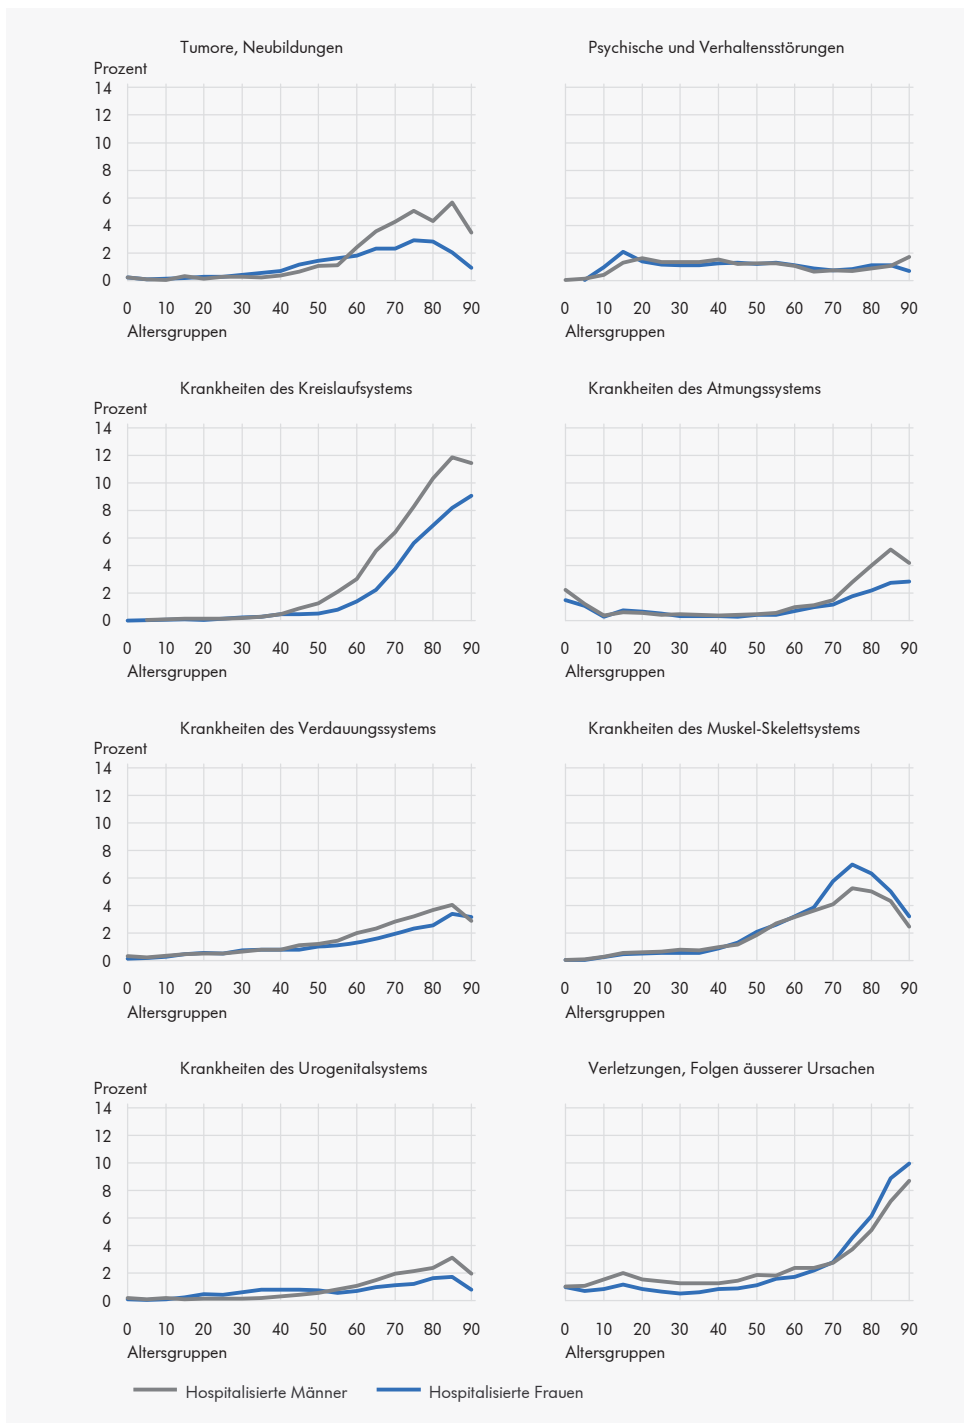 Tumore, Neubildungen
Prozent
14
12
10
8
6
4
2
0
0 10 20 30 40 50 60 70 80 90
Altersgruppen
Psychische und Verhaltensstörungen
0 10 20 30 40 50 60 70 80 90
Altersgruppen
Krankheiten des Kreislaufsystems
Prozent
14
12
10
8
6
4
2
0
0 10 20 30 40 50 60 70 80 90
Altersgruppen
Krankheiten des Atmungssystems
0 10 20 30 40 50 60 70 80 90
Altersgruppen
Krankheiten des Verdauungssystems
Prozent
14
12
10
8
6
4
2
0
0 10 20 30 40 50 60 70 80 90
Altersgruppen
Krankheiten des Muskel-Skelettsystems
0 10 20 30 40 50 60 70 80 90
Altersgruppen
Krankheiten des Urogenitalsystems
Prozent
14
12
10
8
6
4
2
0
0 10 20 30 40 50 60 70 80 90
Altersgruppen
Verletzungen, Folgen äusserer Ursachen
0 10 20 30 40 50 60 70 80 90
Altersgruppen
Hospitalisierte Männer
Hospitalisierte Frauen